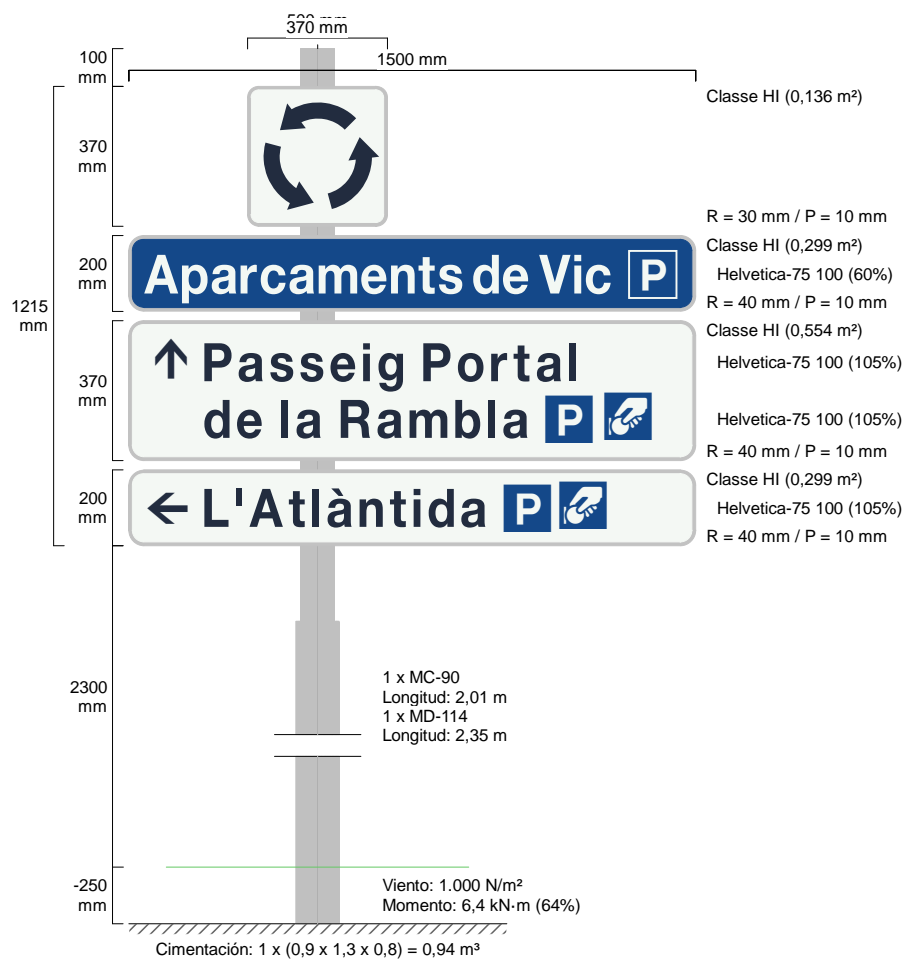 370 mm
100
mm
1500 mm
Classe HI (0,136 m²)
370
mm
R = 30 mm / P = 10 mm
200
mm
Aparcaments de Vic P
Classe HI (0,299 m²)
Helvetica-75 100 (60%)
R = 40 mm / P = 10 mm
1215
mm
370
mm
Passeig Portal
de la Rambla P
Classe HI (0,554 m²)
Helvetica-75 100 (105%)
Helvetica-75 100 (105%)
R = 40 mm / P = 10 mm
200
mm
L'Atlàntida P
Classe HI (0,299 m²)
Helvetica-75 100 (105%)
R = 40 mm / P = 10 mm
2300
mm
1 x MC-90
Longitud: 2,01 m
1 x MD-114
Longitud: 2,35 m
-250
mm
Viento: 1.000 N/m²
Momento: 6,4 kN·m (64%)
Cimentación: 1 x (0,9 x 1,3 x 0,8) = 0,94 m³